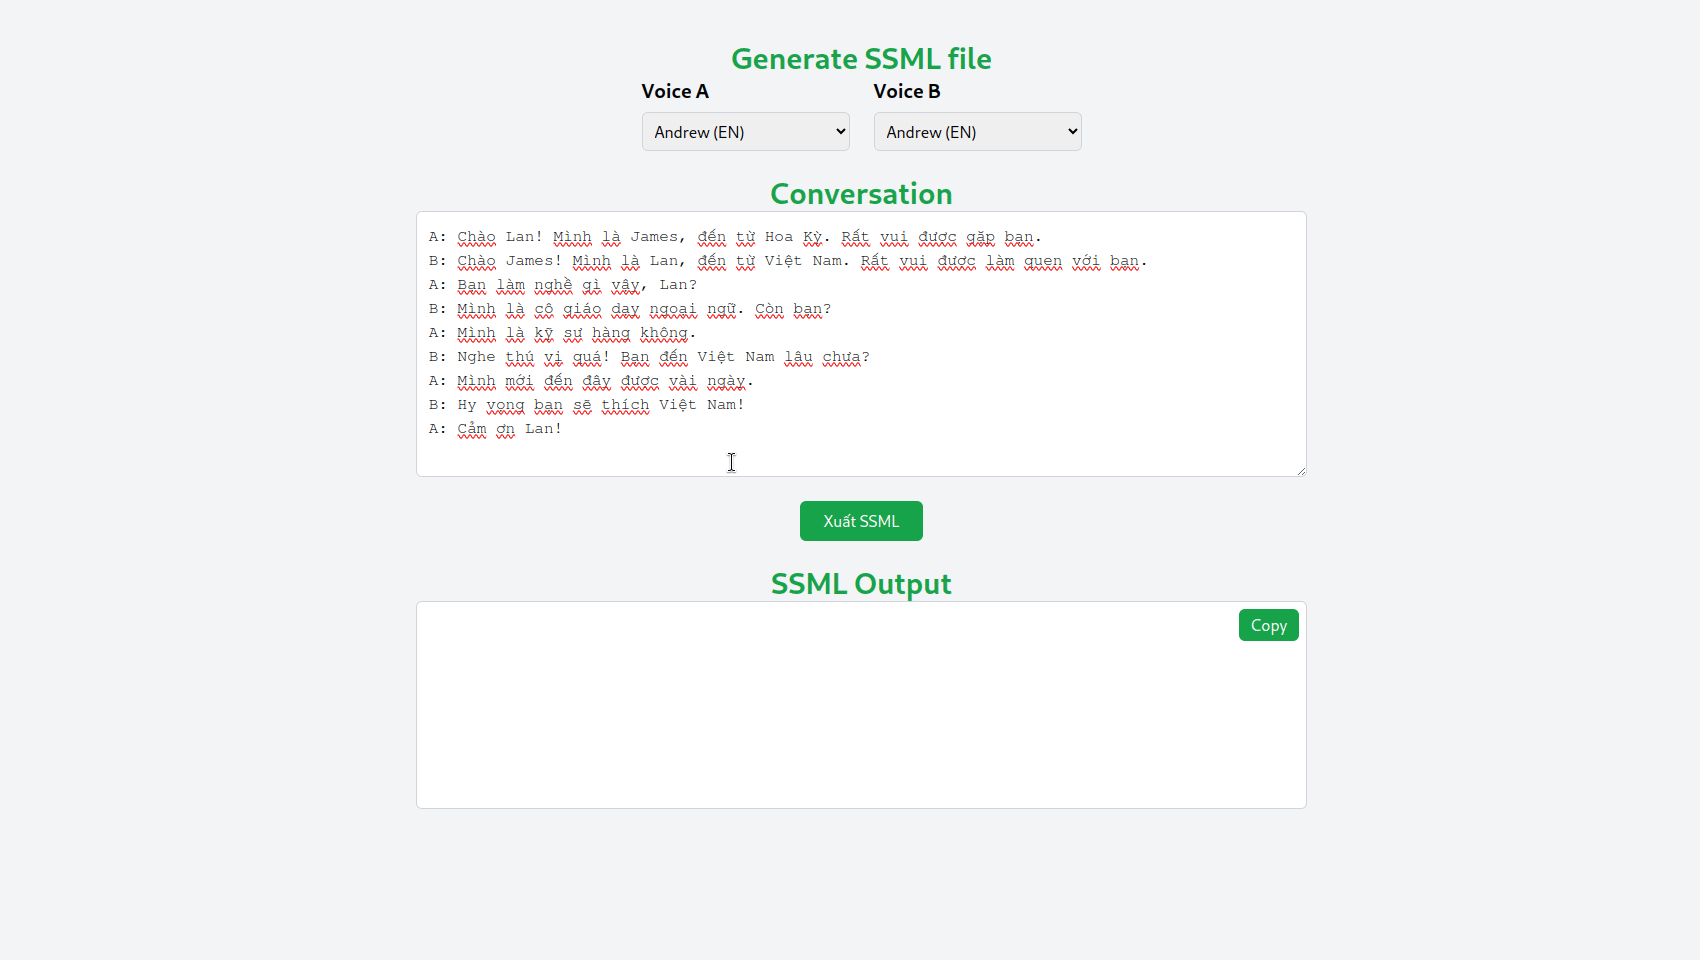 Generate SSML file
Voice A
Voice B
Andrew (EN)
Andrew (EN)
Conversation
A: Chào Lan! Mình là James, đến từ Hoa Kỳ. Rất vui được gặp bạn.
B: Chào James! Mình là Lan, đến từ Việt Nam. Rất vui được làm quen với bạn.
A: Bạn làm nghề gì vậy, Lan?
B: Mình là cô giáo dạy ngoại ngữ. Còn bạn?
A: Mình là kỹ sư hàng không.
B: Nghe thú vị quá! Bạn đến Việt Nam lâu chưa?
A: Mình mới đến đây được vài ngày.
B: Hy vọng bạn sẽ thích Việt Nam!
A: Cảm ơn Lan!
Xuất SSML
SSML Output
Copy